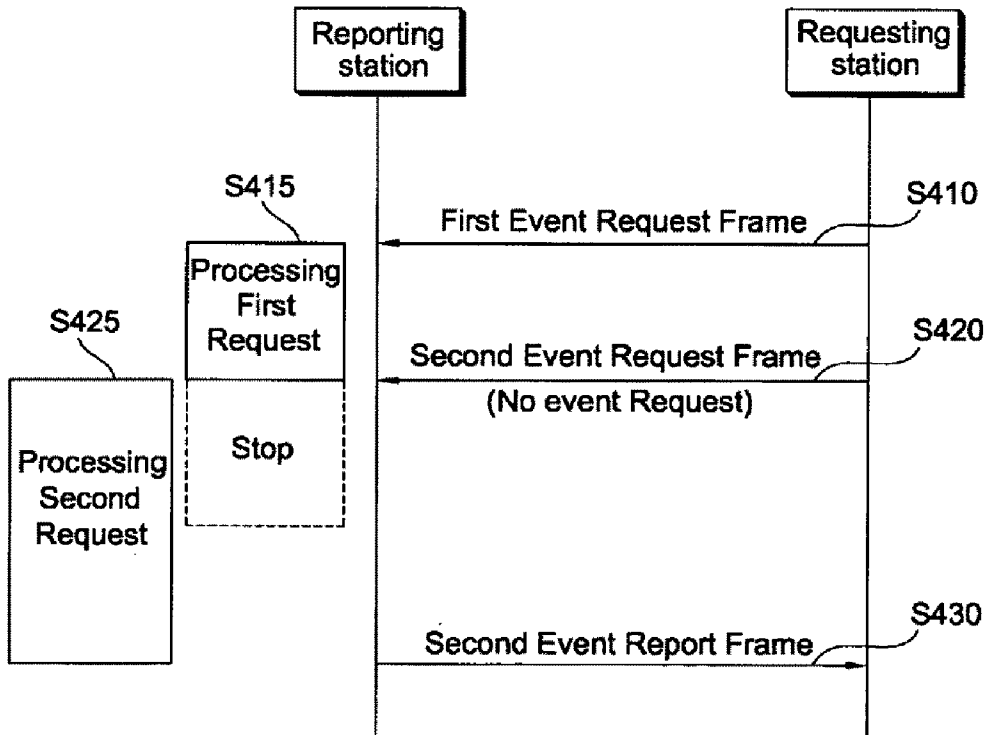 Reporting
station
Requesting
station
S415
S410
First Event Request Frame
Processing
First
Request
S425
S420
Second Event Request Frame
(No event Request)
Stop
Processing
Second
Request
S430
Second Event Report Frame